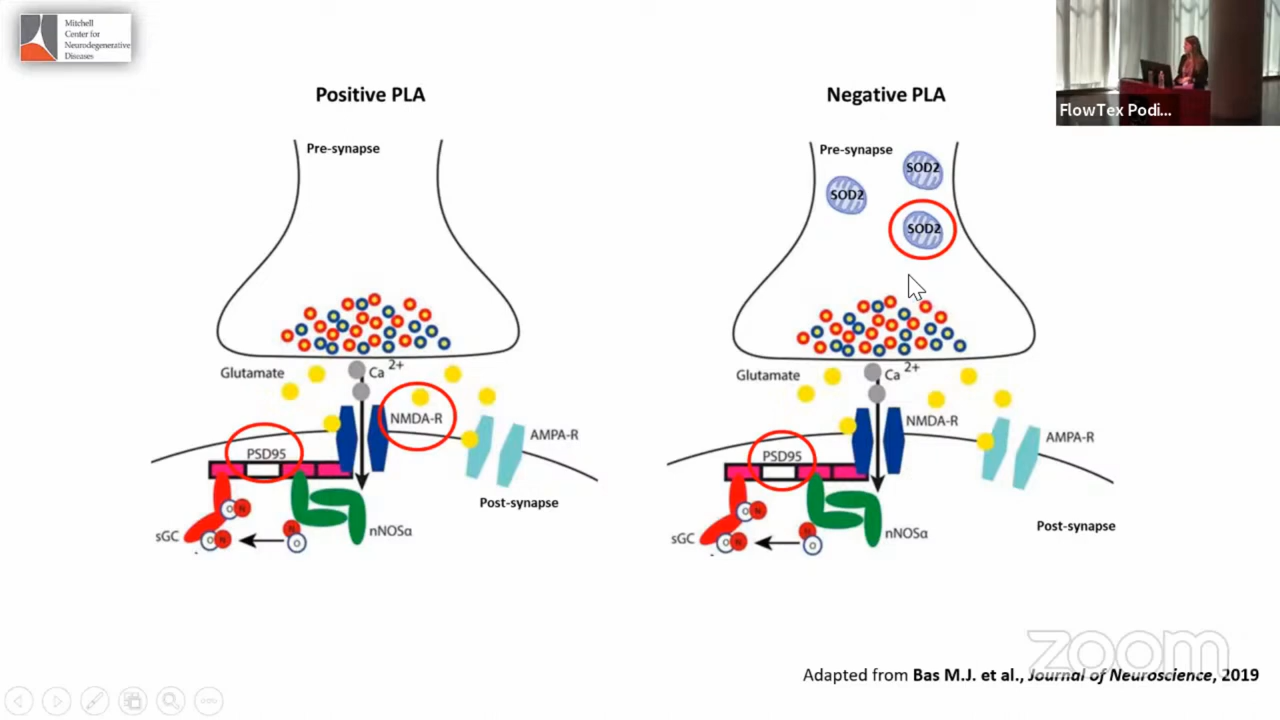 Mitchell
Center for
Neurodegenerative
Diseases
FlowTex Podi...
Positive PLA
Pre-synapse
Glutamate
Ca 2+
NMDA-R
PSD95
AMPA-R
Post-synapse
sGC
O N
O N
N
O
nNOSα
Negative PLA
Pre-synapse
SOD2
SOD2
SOD2
Glutamate
Ca 2+
NMDA-R
PSD95
AMPA-R
Post-synapse
sGC
O N
O N
N
O
nNOSα
zoom
Adapted from Bas M.J. et al., Journal of Neuroscience, 2019